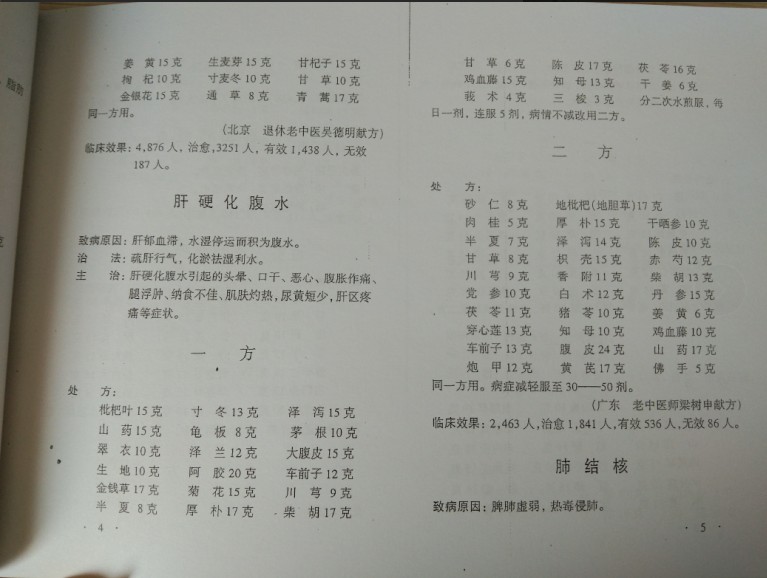 姜 黄15克 生麦芽15克 甘杞子15克
枸 杞10克 寸麦冬10克 甘 草10克
金银花15克 通 草 8克 青 蒿17克
同一方用。
(北京 退休老中医吴德明献方)
临床效果：4,876人，治愈,3251人，有效1,438人，无效
187人。
肝硬化腹水
致病原因：肝郁血滞，水湿停运而积为腹水。
治 法：疏肝行气，化淤祛湿利水。
主 治：肝硬化腹水引起的头晕、口干、恶心、腹胀作痛、
腿浮肿、纳食不佳、肌肤灼热，尿黄短少，肝区疼
痛等症状。
一 方
处 方：
枇杷叶15克 寸 冬13克 泽 泻15克
山 药15克 龟 板 8克 茅 根10克
翠 衣10克 泽 兰12克 大腹皮15克
生 地10克 阿 胶20克 车前子12克
金钱草17克 菊 花15克 川 芎 9克
半 夏 8克 厚 朴17克 柴 胡17克
· 4 ·
甘 草 6克 陈 皮17克 茯 苓16克
鸡血藤15克 知 母13克 干 姜 6克
莪 术 4克 三 棱 3克 分二次水煎服，每
日一剂，连服5剂，病情不减改用二方。
二 方
处 方：
砂 仁 8克 地枇杷(地胆草)17克
肉 桂 5克 厚 朴15克 干晒参10克
半 夏 7克 泽 泻14克 陈 皮10克
甘 草 8克 枳 壳15克 赤 芍12克
川 芎 9克 香 附11克 柴 胡13克
党 参10克 白 术12克 丹 参15克
茯 苓11克 猪 苓10克 姜 黄 6克
穿心莲13克 知 母10克 鸡血藤10克
车前子13克 腹 皮24克 山 药17克
炮 甲12克 黄 芪17克 佛 手 5克
同一方用。病症减轻服至30——50剂。
(广东 老中医师梁树申献方)
临床效果：2,463人,治愈1,841人,有效536人,无效86人。
肺结核
致病原因：脾肺虚弱，热毒侵肺。
· 5 ·